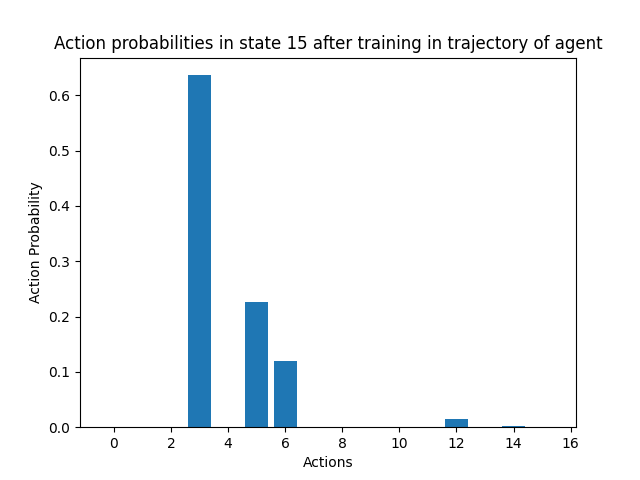 Action probabilities in state 15 after training in trajectory of agent
Action Probability
0.6
0.5
0.4
0.3
0.2
0.1
0.0
0 2 4 6 8 10 12 14 16
Actions